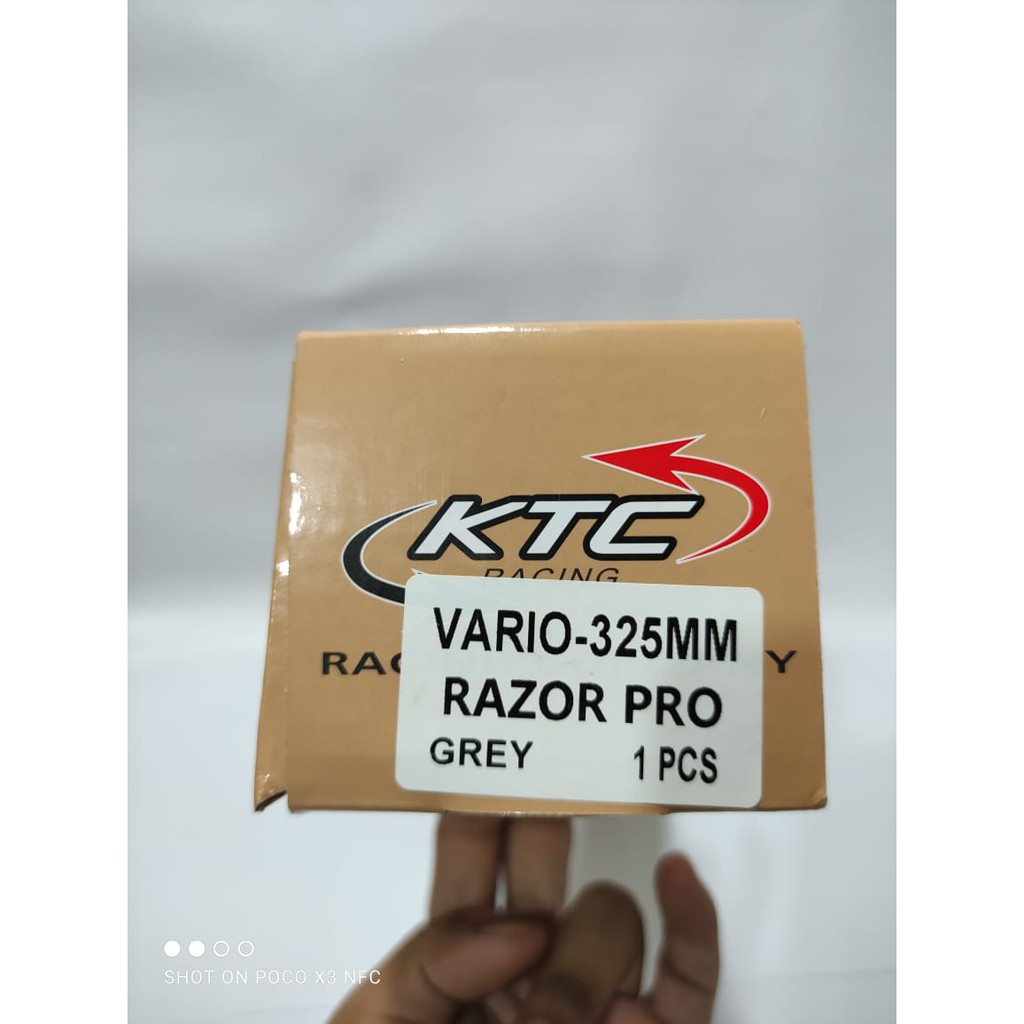 KTC
RACING
VARIO-325MM
RAZOR PRO
GREY 1 PCS
SHOT ON POCO X3 NFC